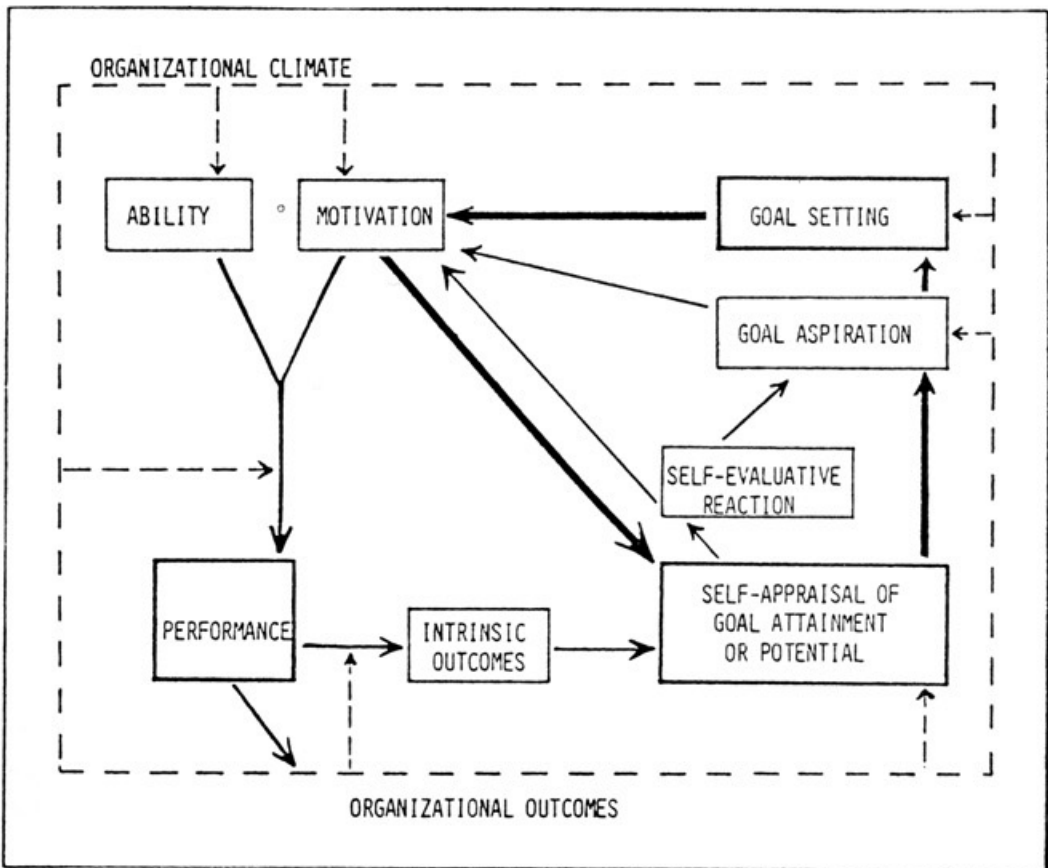 ORGANIZATIONAL CLIMATE
ABILITY
MOTIVATION
GOAL SETTING
GOAL ASPIRATION
SELF-EVALUATIVE
REACTION
PERFORMANCE
INTRINSIC
OUTCOMES
SELF-APPRAISAL OF
GOAL ATTAINMENT
OR POTENTIAL
ORGANIZATIONAL OUTCOMES